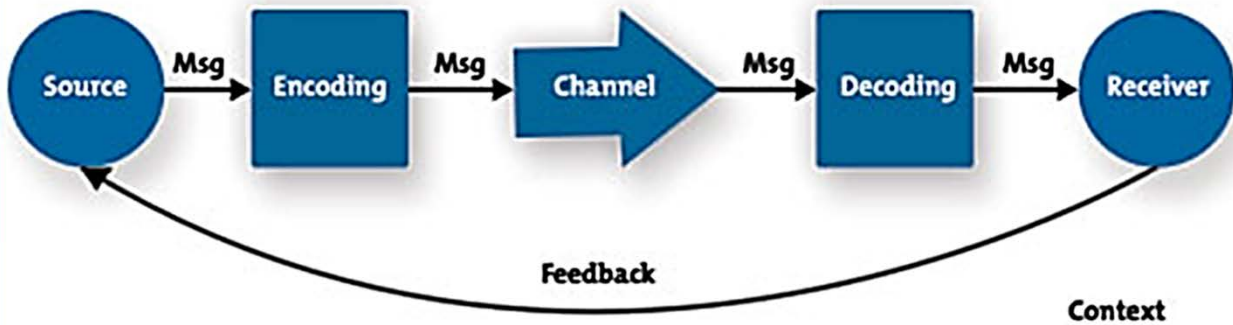 Msg Msg Msg Msg
Source Encoding Channel Decoding Receiver
Feedback
Context